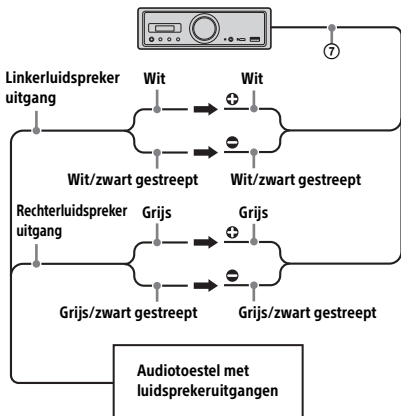 ⑦
Linkerluidspreker
uitgang
Wit
Wit
Wit/zwart gestreept
Wit/zwart gestreept
Rechterluidspreker
uitgang
Grijs
Grijs
Grijs/zwart gestreept
Grijs/zwart gestreept
Audiotoestel met
luidsprekeruitgangen